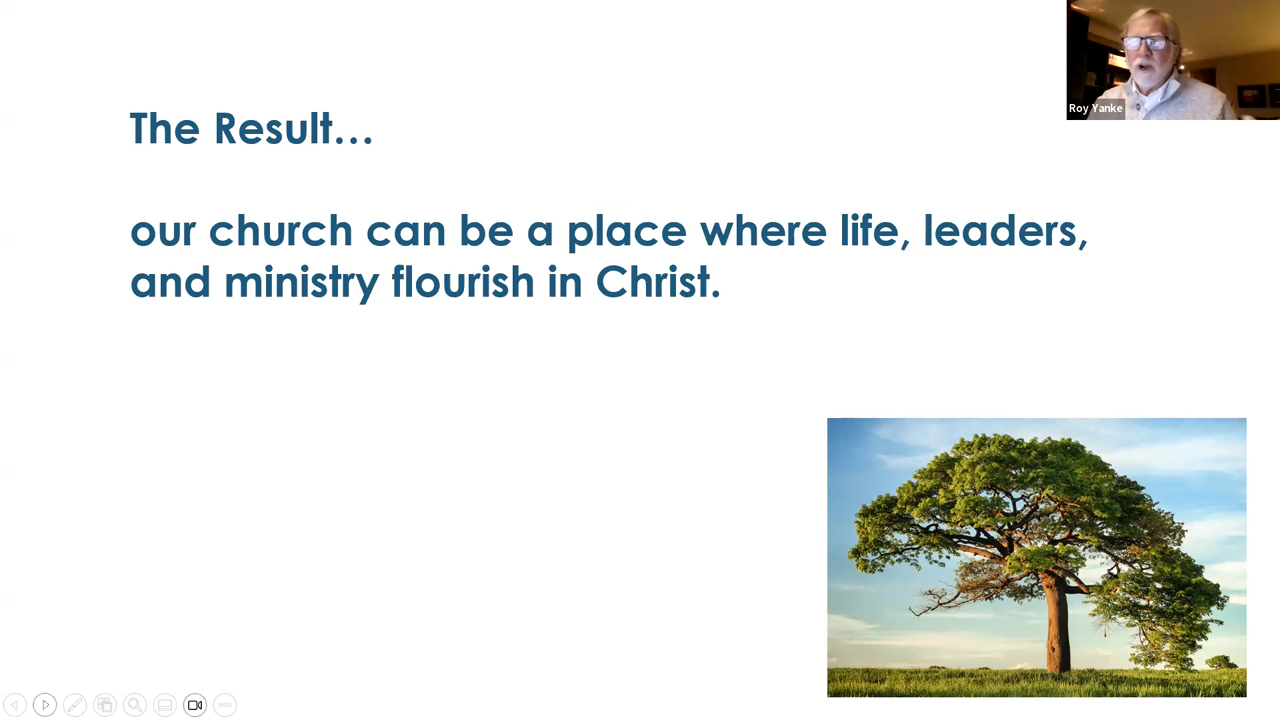 Roy Yanke
The Result...
our church can be a place where life, leaders,
and ministry flourish in Christ.